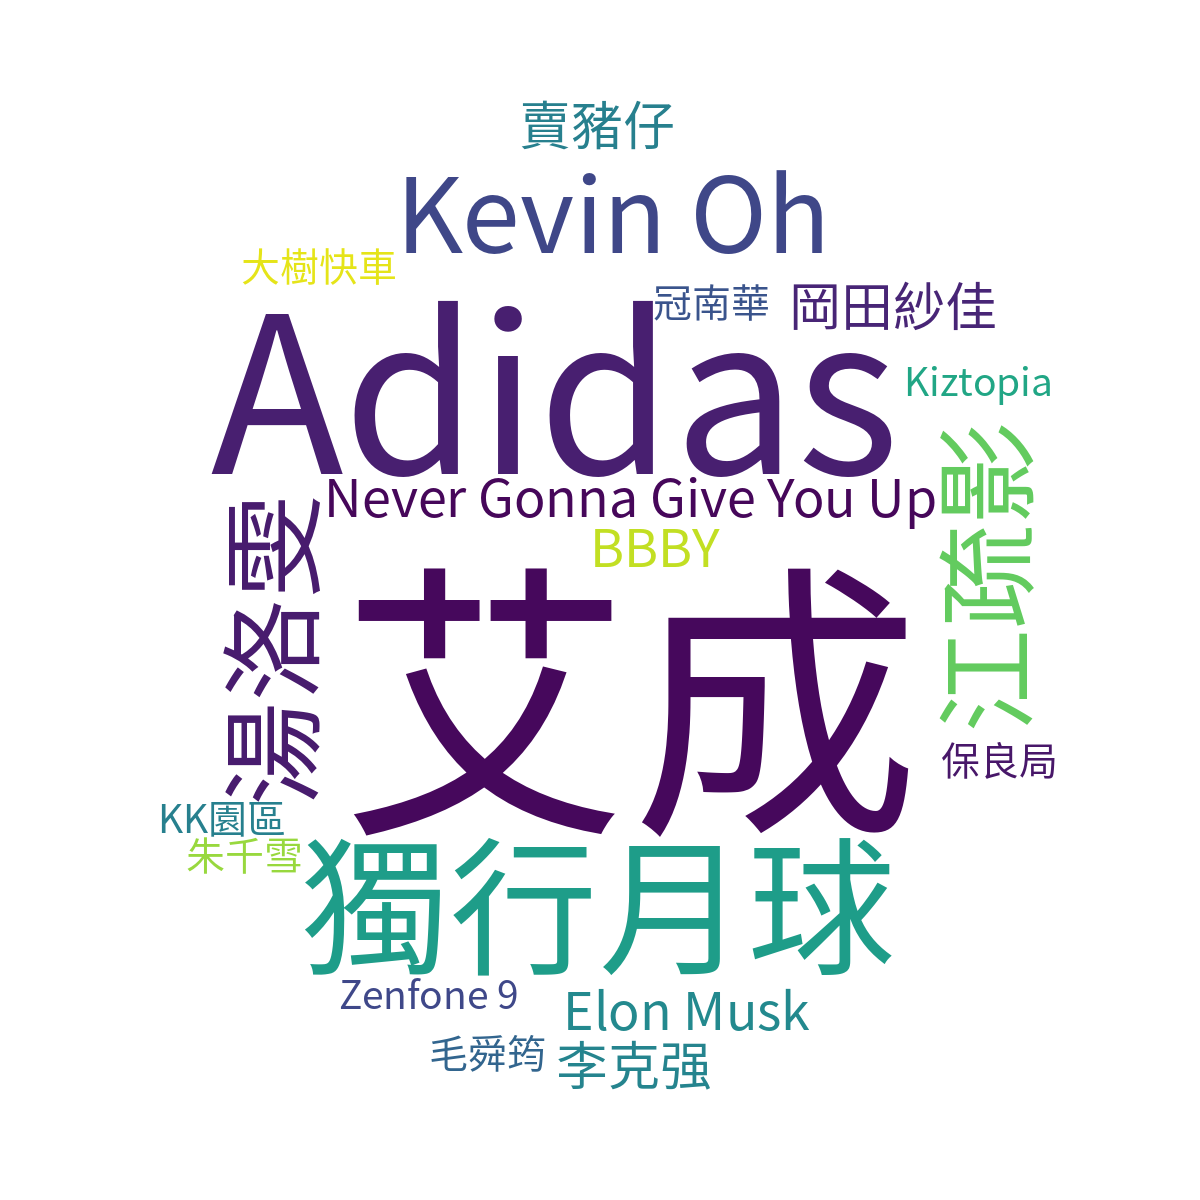 賣豬仔
Kevin Oh
大樹快車
冠南華
岡田紗佳
Adidas
Kiztopia
江疏影
Never Gonna Give You Up
湯洛雯
BBBY
艾成
保良局
KK園區
朱千雪
獨行月球
Zenfone 9
Elon Musk
毛舜筠
李克强